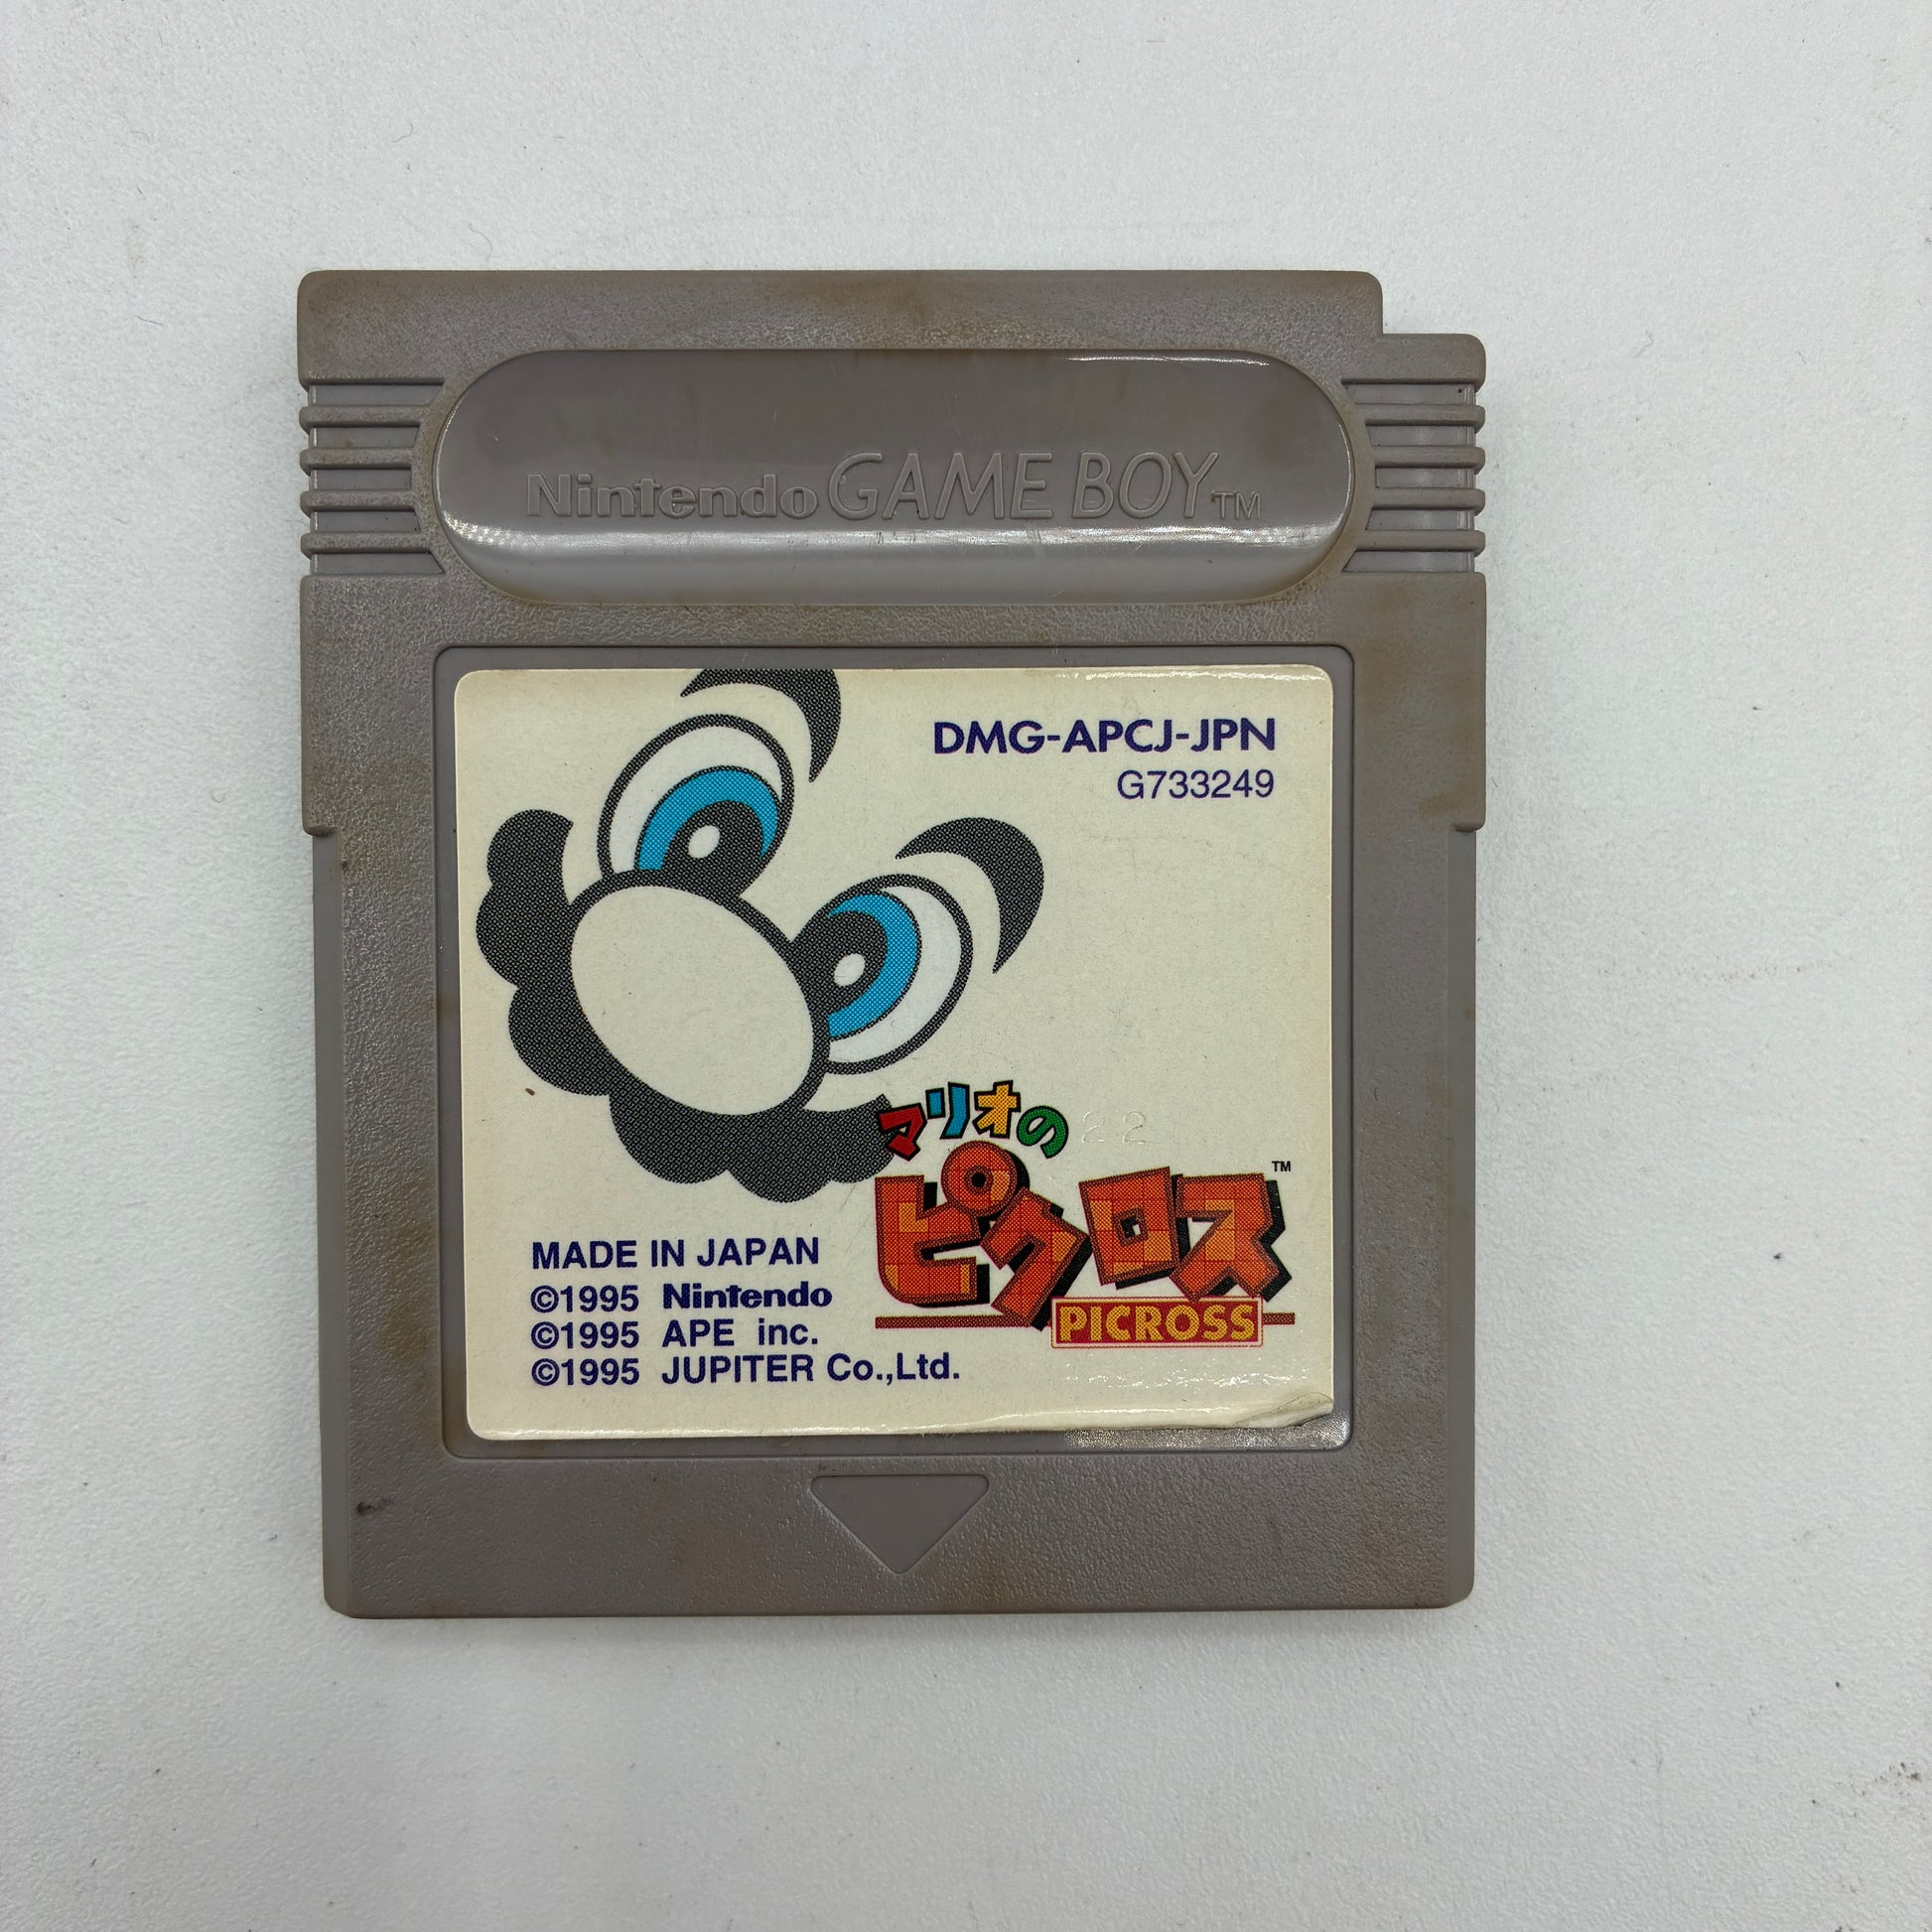 Nintendo GAME BOY TM
DMG-APCJ-JPN
G733249
マリオの
22
ピクロス TM
PICROSS
MADE IN JAPAN
©1995 Nintendo
©1995 APE inc.
©1995 JUPITER Co.,Ltd.